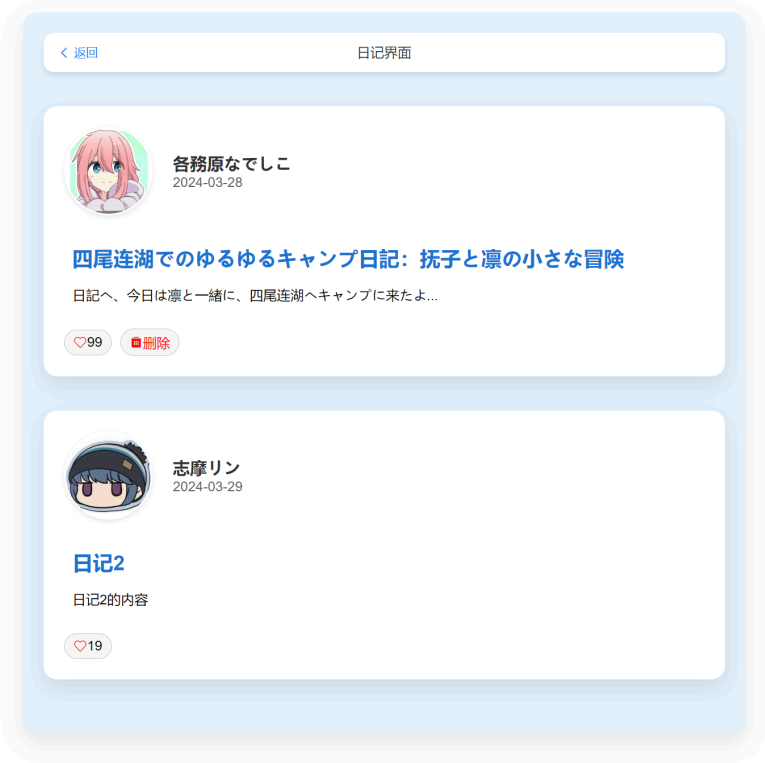 返回
日记界面
各務原なでしこ
2024-03-28
四尾连湖でのゆるゆるキャンプ日記：抚子と凛の小さな冒険
日記へ、今日は凛と一緒に、四尾连湖へキャンプに来たよ...
99
删除
志摩リン
2024-03-29
日记2
日记2的内容
19